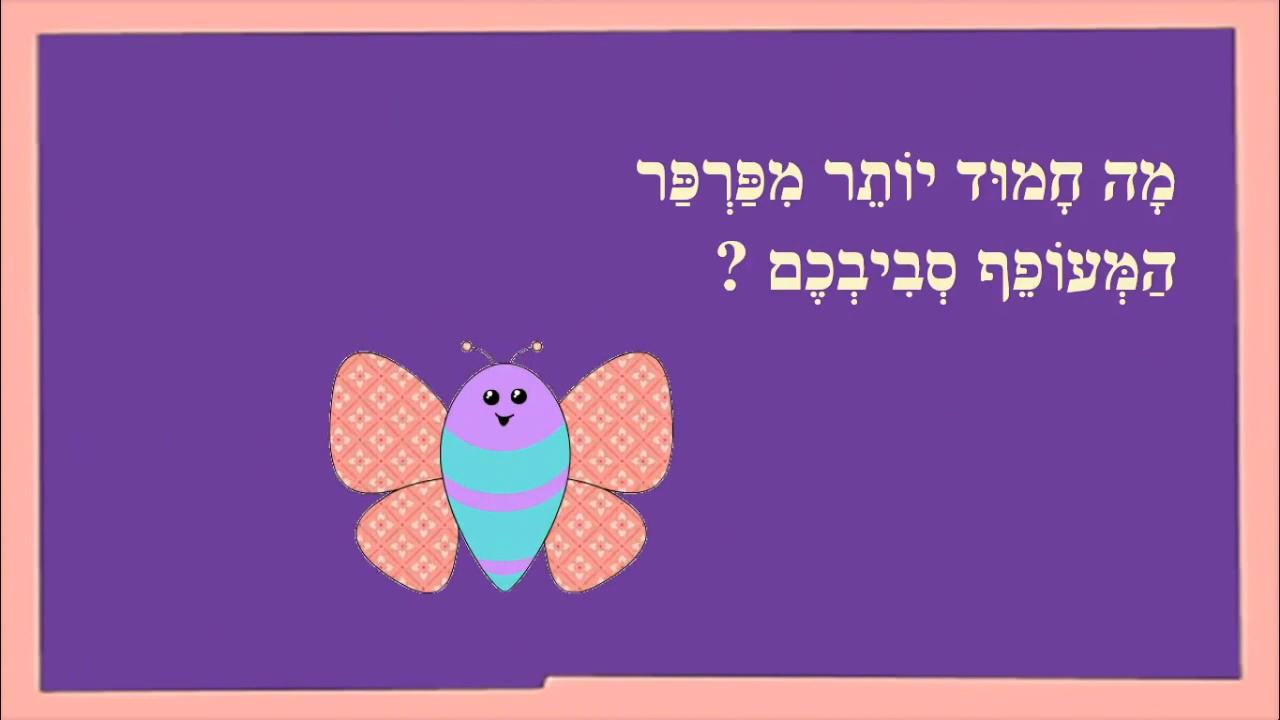 מָה חָמוּד יוֹתֵר מִפַּרְפַּר
הַמְּעוֹפֵף סְבִיבְכֶם ?